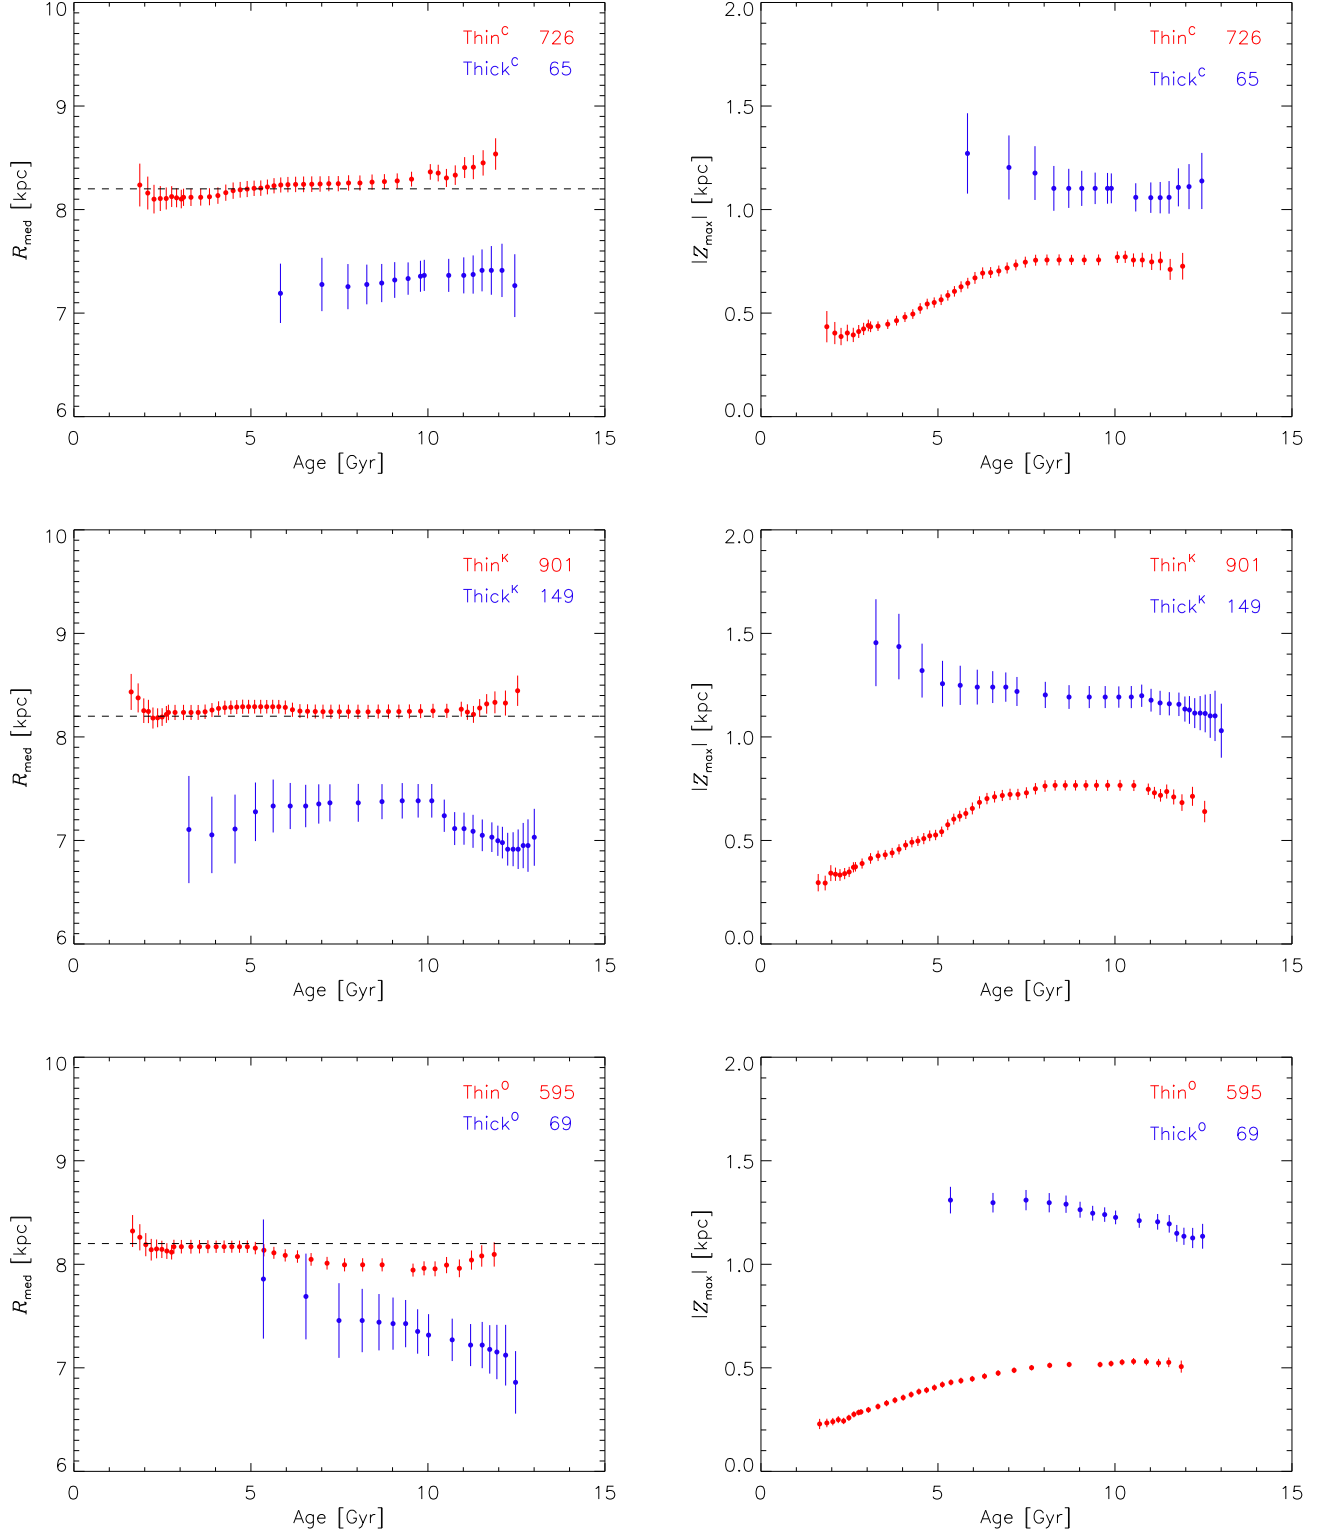 10
9
8
7
6
R_med [kpc]
Thin^C 726
Thick^C 65
0 5 10 15
Age [Gyr]
2.0
1.5
1.0
0.5
0.0
|Z_max| [kpc]
Thin^C 726
Thick^C 65
0 5 10 15
Age [Gyr]
10
9
8
7
6
R_med [kpc]
Thin^K 901
Thick^K 149
0 5 10 15
Age [Gyr]
2.0
1.5
1.0
0.5
0.0
|Z_max| [kpc]
Thin^K 901
Thick^K 149
0 5 10 15
Age [Gyr]
10
9
8
7
6
R_med [kpc]
Thin^O 595
Thick^O 69
0 5 10 15
Age [Gyr]
2.0
1.5
1.0
0.5
0.0
|Z_max| [kpc]
Thin^O 595
Thick^O 69
0 5 10 15
Age [Gyr]